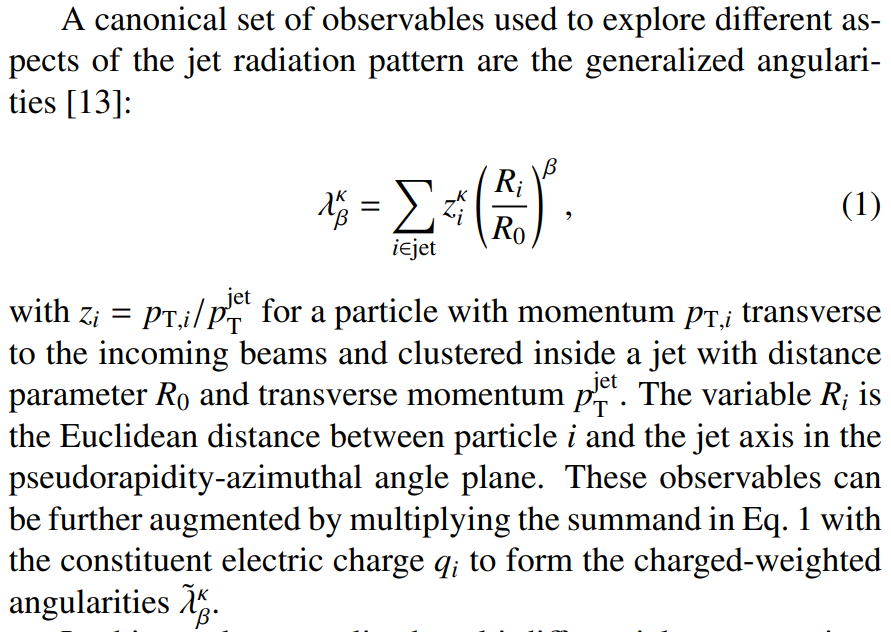 A canonical set of observables used to explore different as-
pects of the jet radiation pattern are the generalized angulari-
ties [13]:
λ_β^κ = ∑_{i∈jet} z_i^κ (R_i/R_0)^β , (1)
with z_i = p_{T,i}/p_T^{jet} for a particle with momentum p_{T,i} transverse
to the incoming beams and clustered inside a jet with distance
parameter R_0 and transverse momentum p_T^{jet}. The variable R_i is
the Euclidean distance between particle i and the jet axis in the
pseudorapidity-azimuthal angle plane. These observables can
be further augmented by multiplying the summand in Eq. 1 with
the constituent electric charge q_i to form the charged-weighted
angularities λ̃_β^κ.